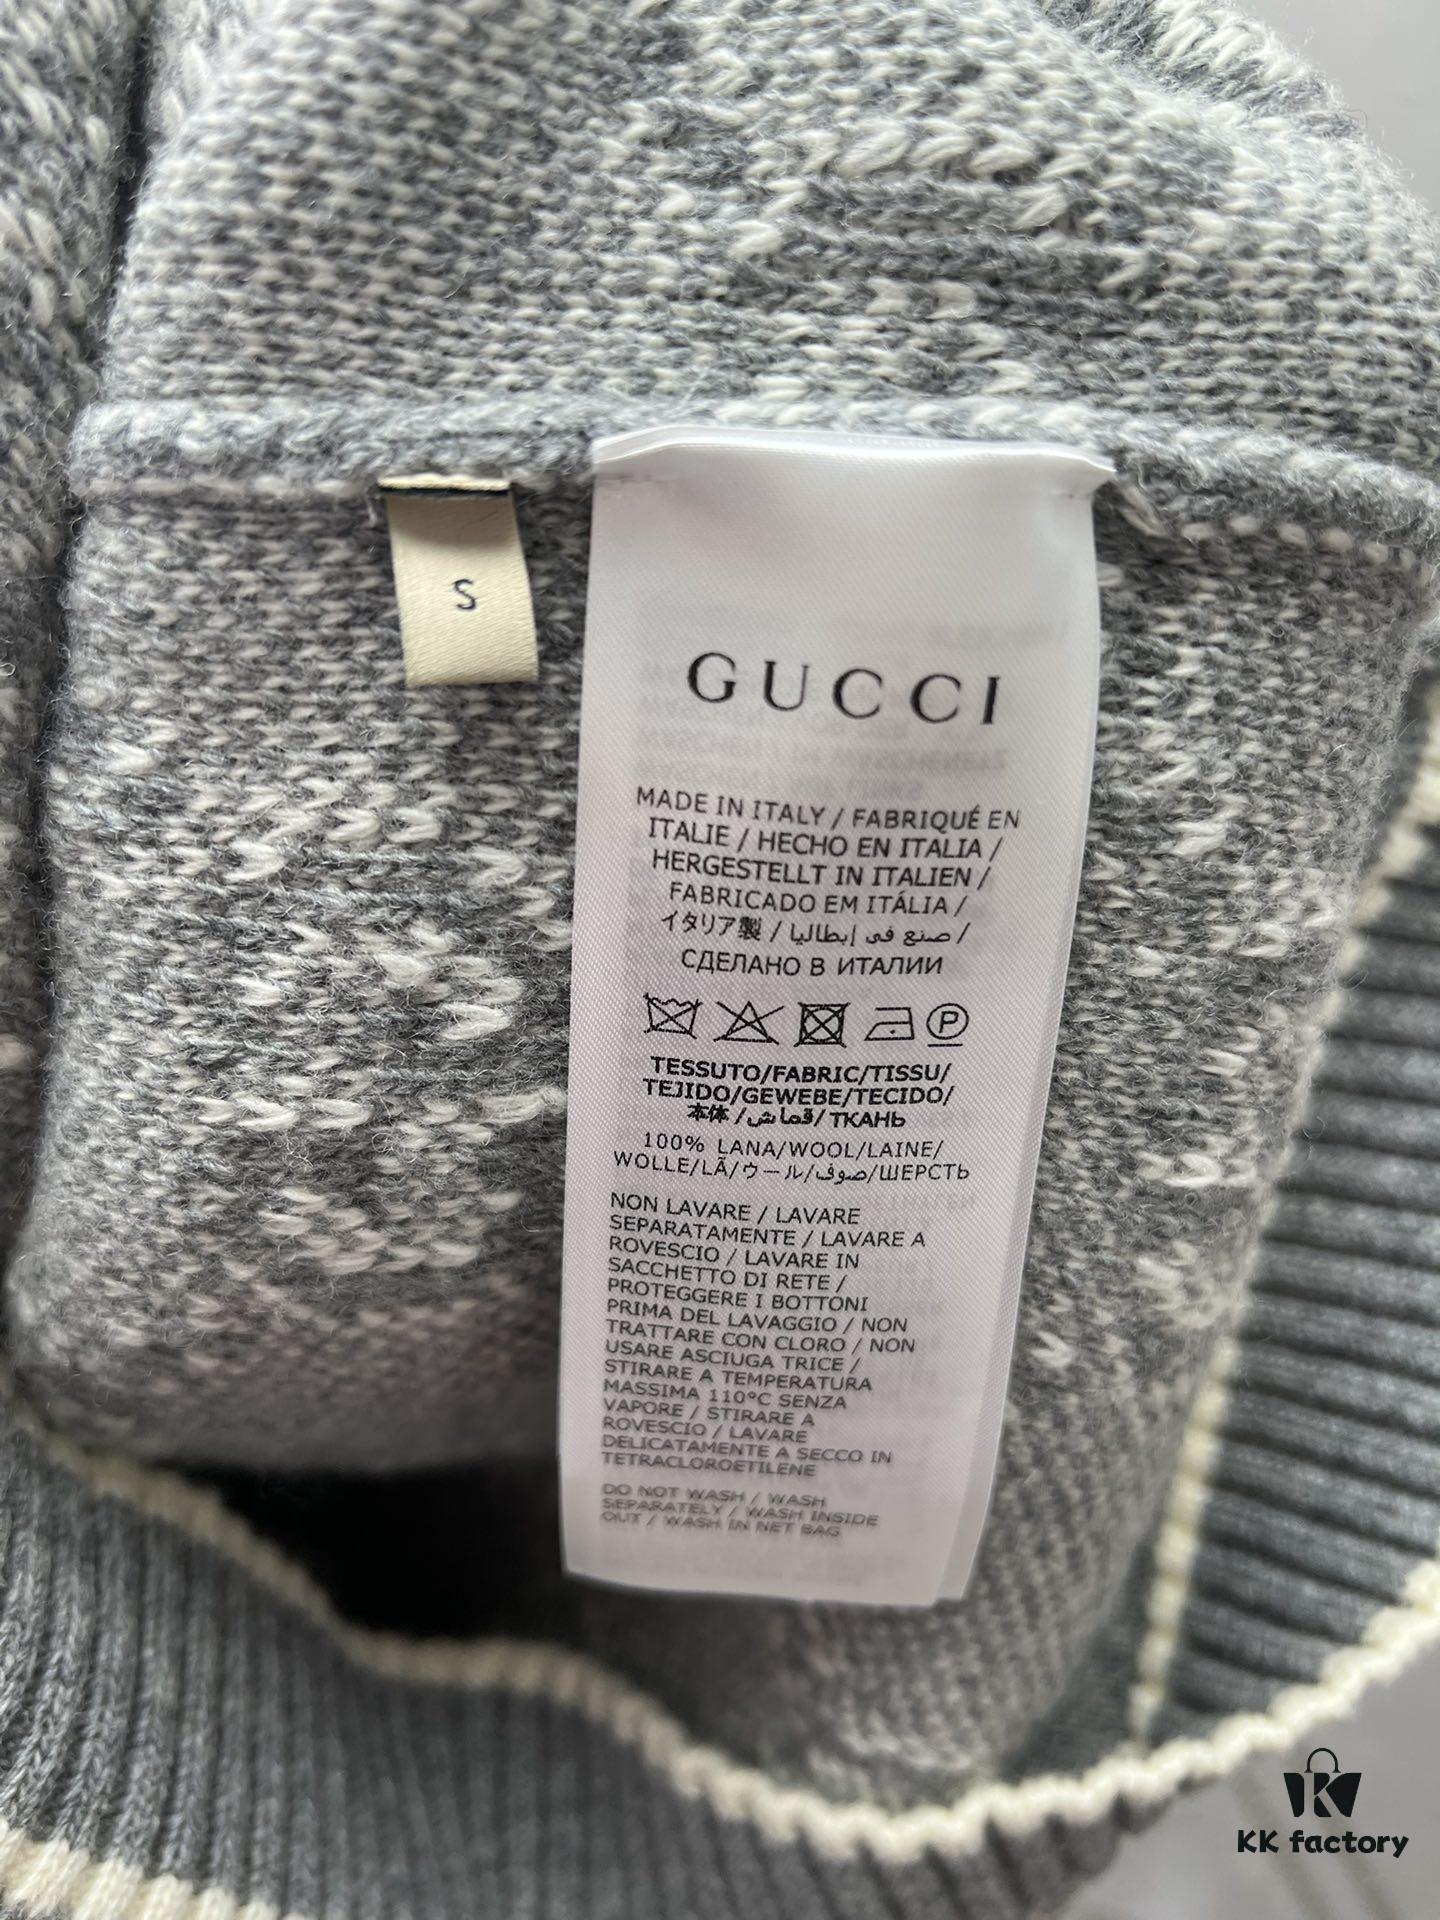 S
GUCCI
MADE IN ITALY / FABRIQUÉ EN
ITALIE / HECHO EN ITALIA /
HERGESTELLT IN ITALIEN /
FABRICADO EM ITÁLIA /
イタリア製 / صنع في إيطاليا /
СДЕЛАНО В ИТАЛИИ
P
TESSUTO/FABRIC/TISSU/
TEJIDO/GEWEBE/TECIDO/
本体/قماش/ТКАНЬ
100% LANA/WOOL/LAINE/
WOLLE/LÃ/ウール/صوف/ШЕРСТЬ
NON LAVARE / LAVARE
SEPARATAMENTE / LAVARE A
ROVESCIO / LAVARE IN
SACCHETTO DI RETE /
PROTEGGERE I BOTTONI
PRIMA DEL LAVAGGIO / NON
TRATTARE CON CLORO / NON
USARE ASCIUGA TRICE /
STIRARE A TEMPERATURA
MASSIMA 110°C SENZA
VAPORE / STIRARE A
ROVESCIO / LAVARE
DELICATAMENTE A SECCO IN
TETRACLOROETILENE
DO NOT WASH / WASH
SEPARATELY / WASH INSIDE
OUT / WASH IN NET BAG
KK factory